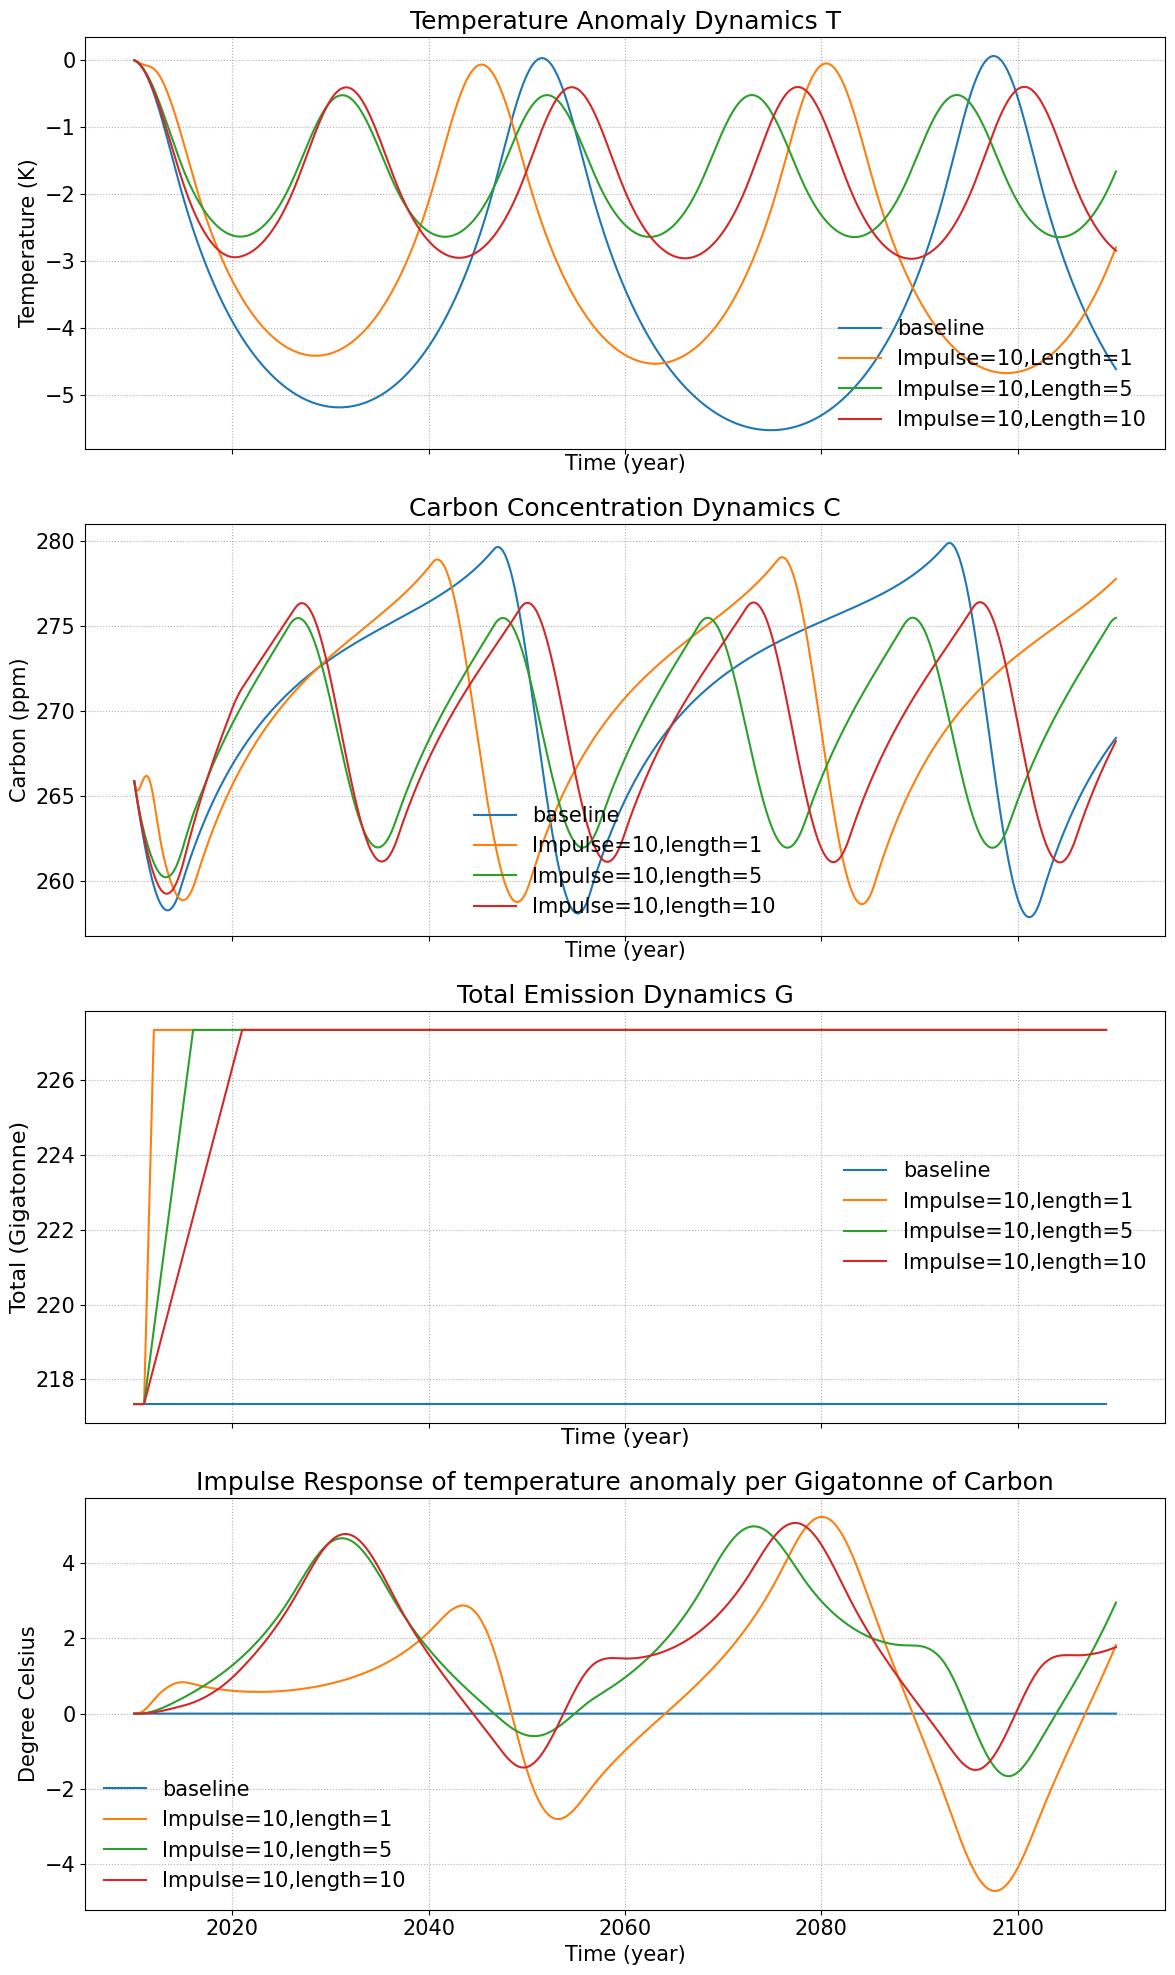 Temperature Anomaly Dynamics T
Temperature (K)
0
−1
−2
−3
−4
−5
baseline
Impulse=10,Length=1
Impulse=10,Length=5
Impulse=10,Length=10
Time (year)
Carbon Concentration Dynamics C
Carbon (ppm)
280
275
270
265
260
baseline
Impulse=10,length=1
Impulse=10,length=5
Impulse=10,length=10
Time (year)
Total Emission Dynamics G
Total (Gigatonne)
226
224
222
220
218
baseline
Impulse=10,length=1
Impulse=10,length=5
Impulse=10,length=10
Time (year)
Impulse Response of temperature anomaly per Gigatonne of Carbon
Degree Celsius
4
2
0
−2
−4
baseline
Impulse=10,length=1
Impulse=10,length=5
Impulse=10,length=10
2020 2040 2060 2080 2100
Time (year)